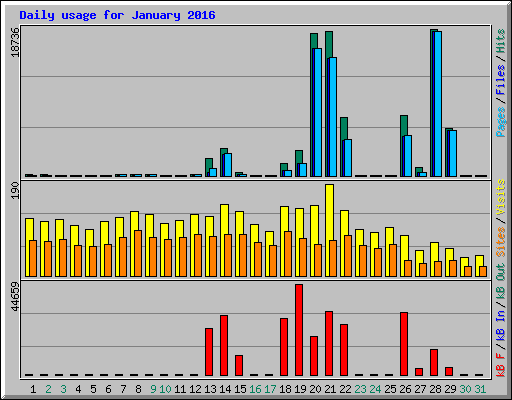 Daily usage for January 2016
18736
Pages / Files / Hits
190
Sites / Visits
44659
kB F / kB In / kB Out
1 2 3 4 5 6 7 8 9 10 11 12 13 14 15 16 17 18 19 20 21 22 23 24 25 26 27 28 29 30 31